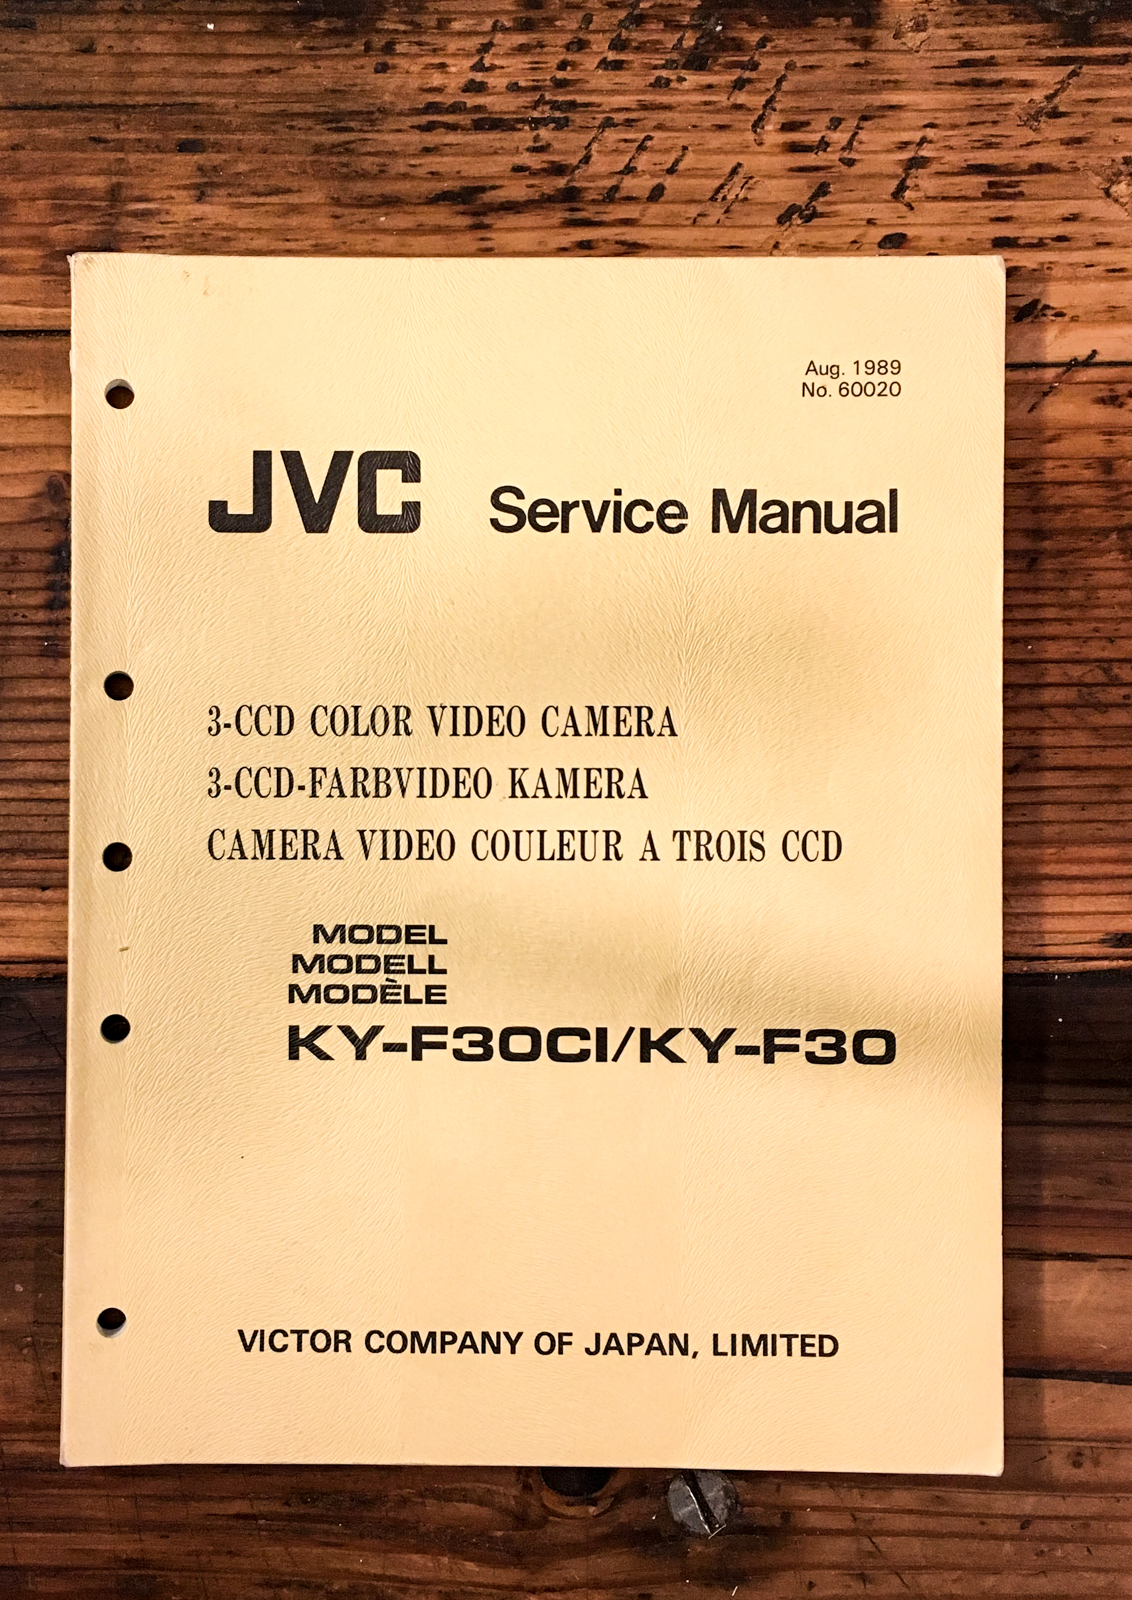 Aug. 1989
No. 60020
JVC Service Manual
3-CCD COLOR VIDEO CAMERA
3-CCD-FARBVIDEO KAMERA
CAMERA VIDEO COULEUR A TROIS CCD
MODEL
MODELL
MODÈLE
KY-F30CI/KY-F30
VICTOR COMPANY OF JAPAN, LIMITED